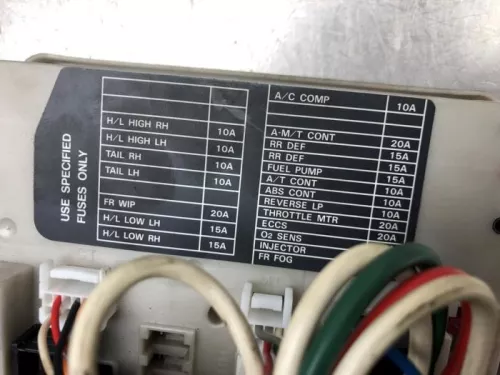 USE SPECIFIED
FUSES ONLY
H/L HIGH RH 10A
H/L HIGH LH 10A
TAIL RH 10A
TAIL LH 10A
FR WIP 20A
H/L LOW LH 15A
H/L LOW RH 15A
A/C COMP 10A
A-M/T CONT
RR DEF 20A
RR DEF 15A
FUEL PUMP 15A
A/T CONT 10A
ABS CONT 10A
REVERSE LP 10A
THROTTLE MTR 15A
ECCS 20A
O2 SENS
INJECTOR
FR FOG